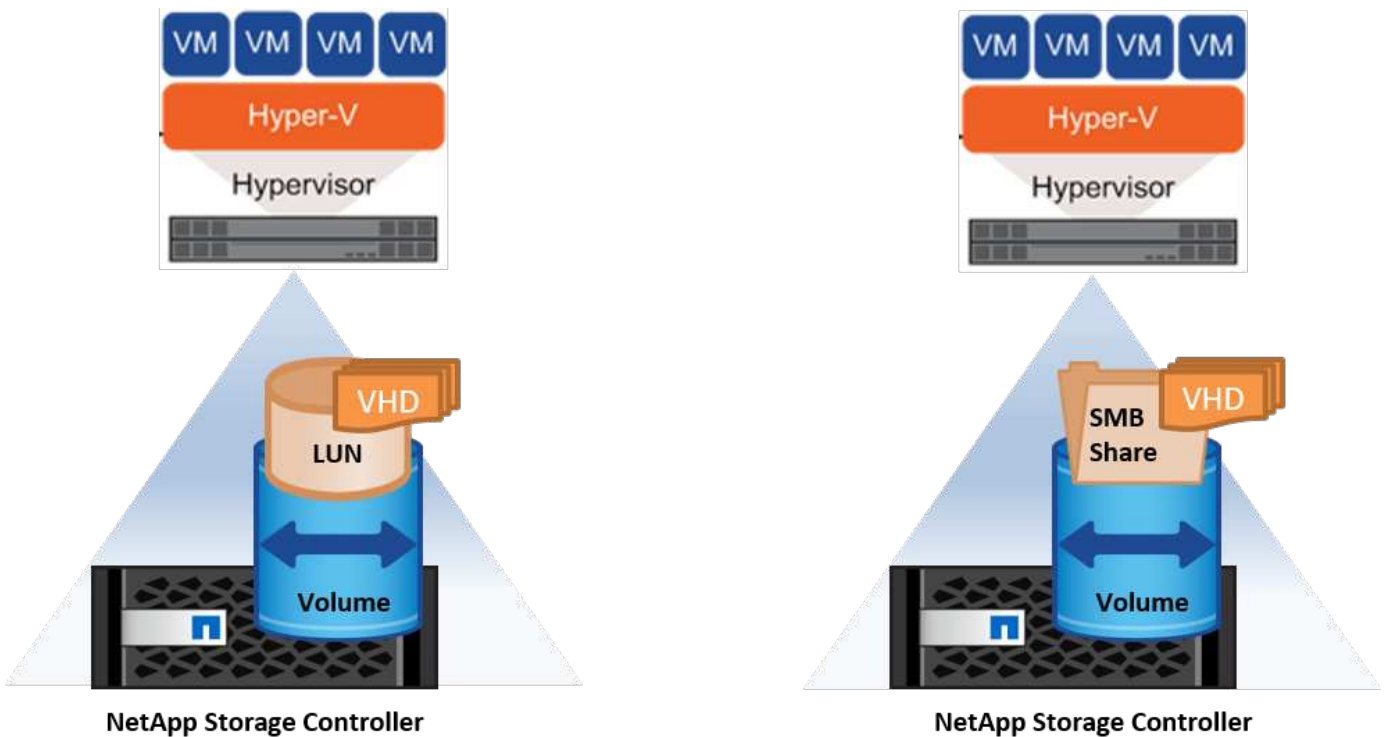 VM VM VM VM
Hyper-V
Hypervisor
VHD
LUN
Volume
NetApp Storage Controller
VM VM VM VM
Hyper-V
Hypervisor
VHD
SMB
Share
Volume
NetApp Storage Controller